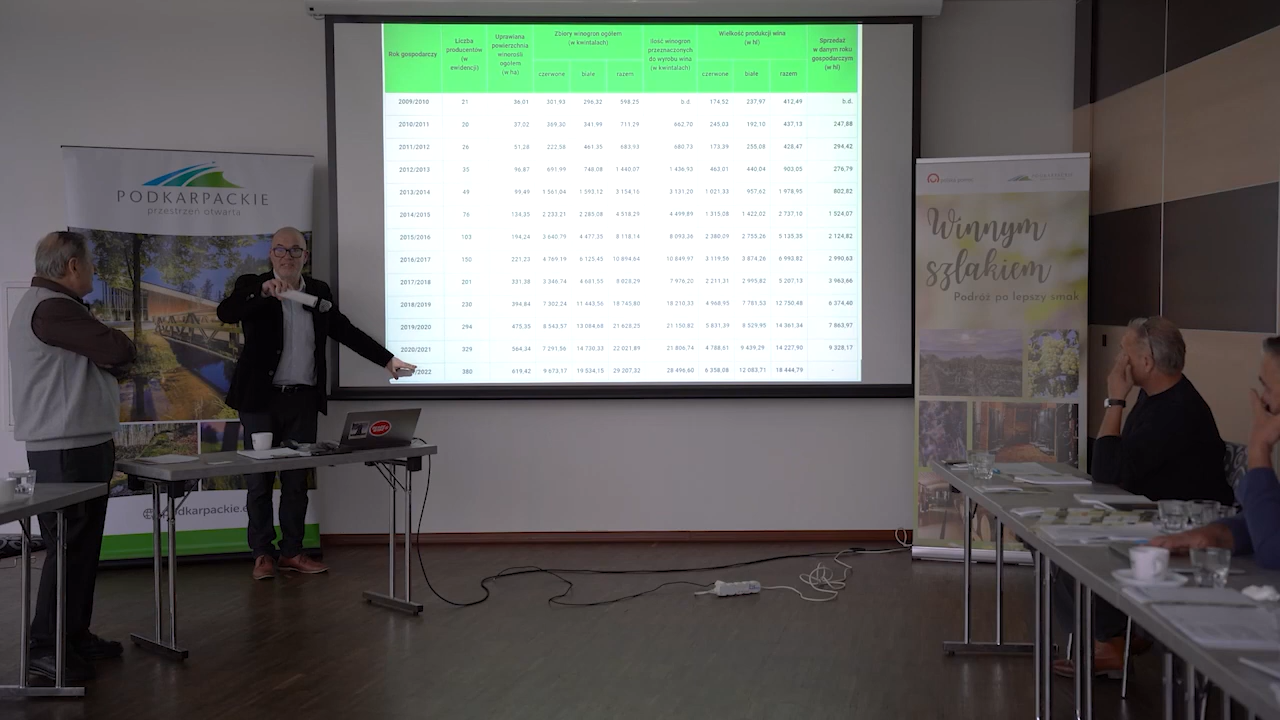 Rok gospodarczy
Liczba
producentów
(w
ewidencji)
Uprawiana
powierzchnia
winorośli
ogółem
(w ha)
Zbiory winogron ogółem
(w kwintalach)
czerwone białe razem
Ilość winogron
przeznaczonych
do wyrobu wina
(w kwintalach)
Wielkość produkcji wina
(w hl)
czerwone białe razem
Sprzedaż
w danym roku
gospodarczym
(w hl)
2009/2010 21 36,01 301,93 296,32 598,25 b.d. 174,52 237,97 412,49 b.d.
2010/2011 20 37,02 369,30 341,99 711,29 662,70 245,03 192,10 437,13 247,88
2011/2012 26 51,28 222,58 461,35 683,93 680,73 173,39 255,08 428,47 294,42
2012/2013 35 96,87 691,99 748,08 1 440,07 1 436,93 463,01 440,04 903,05 276,79
2013/2014 49 99,49 1 561,04 1 593,12 3 154,16 3 131,20 1 021,33 957,62 1 978,95 802,82
2014/2015 76 134,35 2 233,21 2 285,08 4 518,29 4 499,89 1 315,08 1 422,02 2 737,10 1 524,07
2015/2016 103 194,24 3 640,79 4 477,35 8 118,14 8 093,36 2 380,09 2 755,26 5 135,35 2 124,82
2016/2017 150 221,23 4 769,19 6 125,45 10 894,64 10 849,97 3 119,56 3 874,26 6 993,82 2 990,63
2017/2018 201 331,38 3 346,74 4 681,55 8 028,29 7 976,20 2 211,31 2 995,82 5 207,13 3 963,66
2018/2019 230 394,84 7 302,24 11 443,56 18 745,80 18 210,33 4 968,95 7 781,53 12 750,48 6 374,40
2019/2020 294 475,35 8 543,57 13 084,68 21 628,25 21 150,82 5 831,39 8 529,95 14 361,34 7 863,97
2020/2021 329 564,34 7 291,56 14 730,33 22 021,89 21 806,74 4 788,61 9 439,29 14 227,90 9 328,17
/2022 380 619,42 9 673,17 19 534,15 29 207,32 28 496,60 6 358,08 12 083,71 18 444,79 -
PODKARPACKIE
przestrzeń otwarta
podkarpackie.e
PODKARPACKIE
Winnym
szlakiem
Podróż po lepszy smak